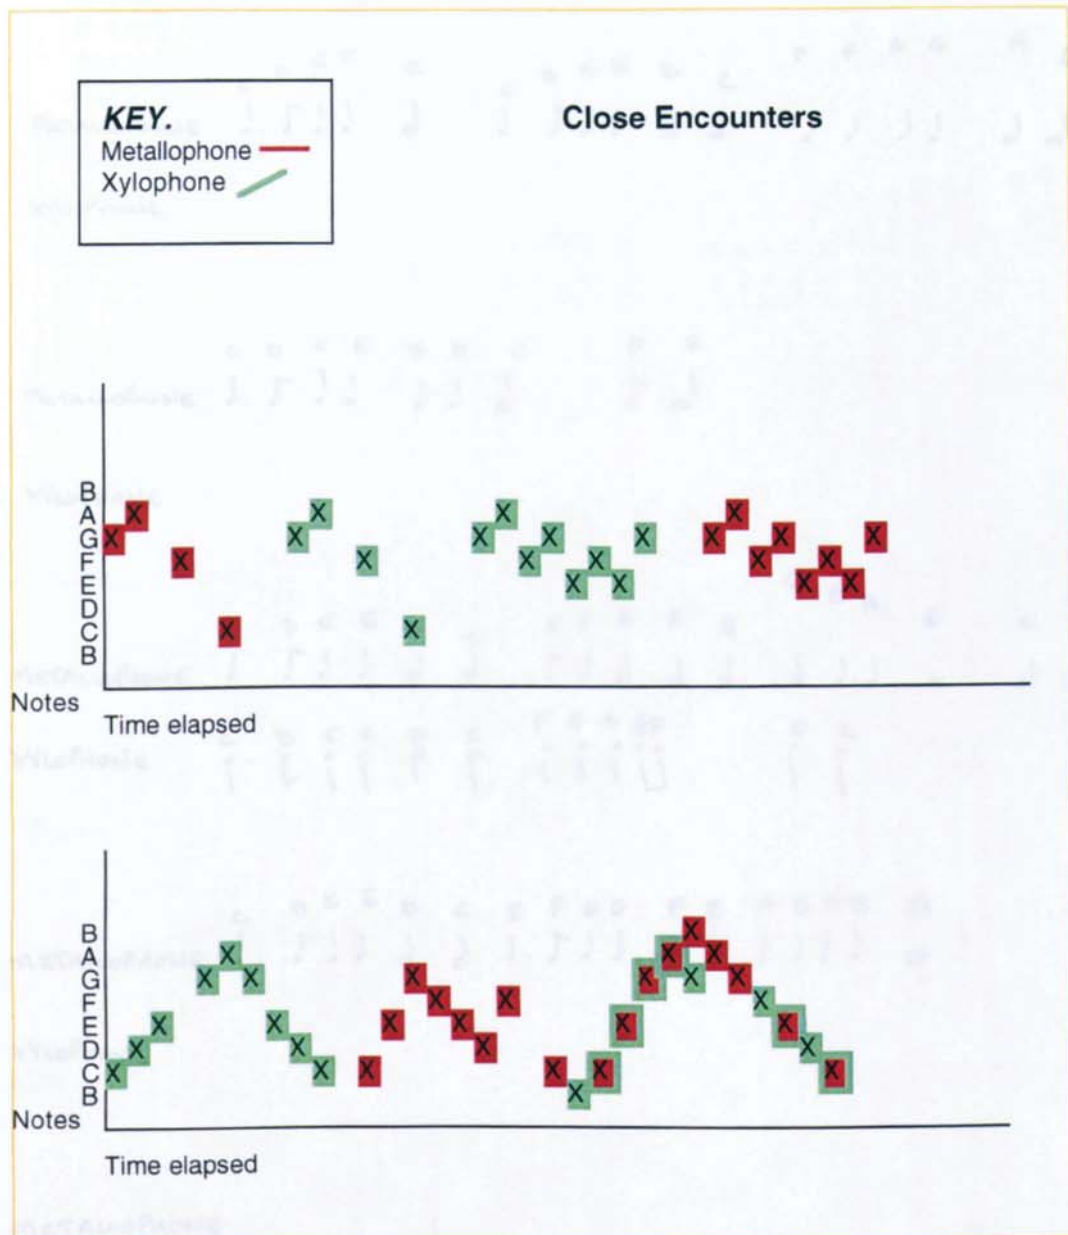 KEY.
Metallophone
Xylophone
Close Encounters
B
A
G
F
E
D
C
B
Notes
Time elapsed
B
A
G
F
E
D
C
B
Notes
Time elapsed